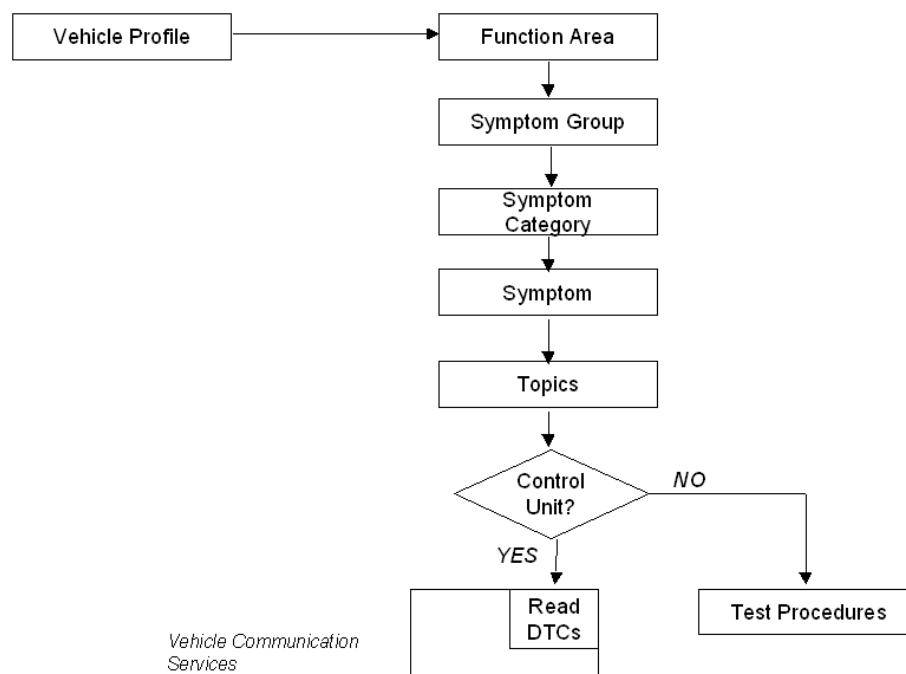 Vehicle Profile
Function Area
Symptom Group
Symptom
Category
Symptom
Topics
Control
Unit?
NO
YES
Read
DTCs
Test Procedures
Vehicle Communication
Services